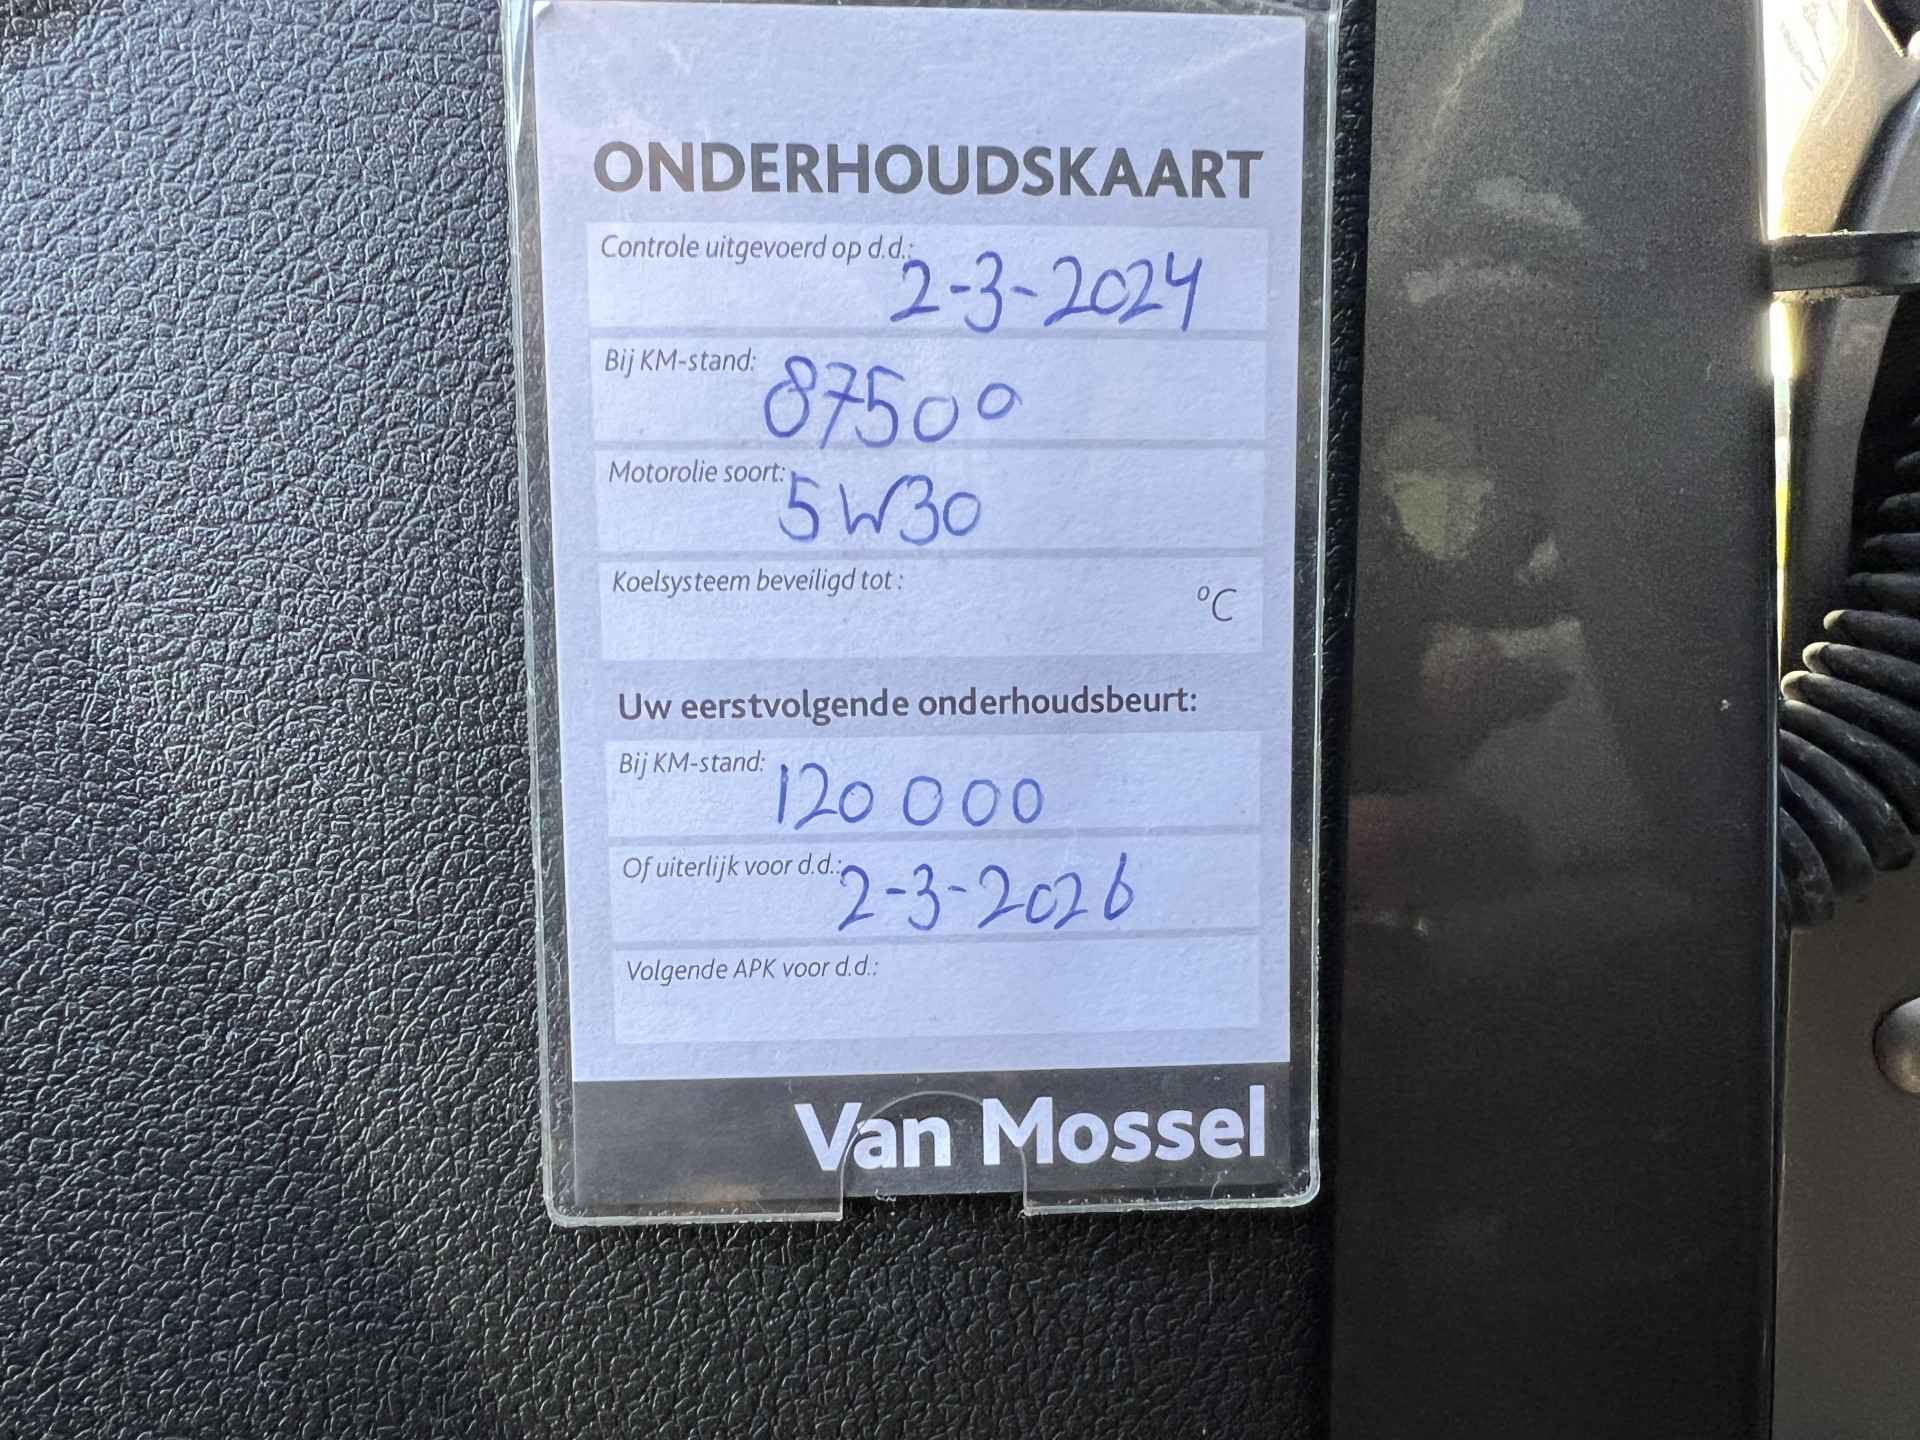 ONDERHOUDSKAART
Controle uitgevoerd op d.d.: 2-3-2024
Bij KM-stand: 87500
Motorolie soort: 5W30
Koelsysteem beveiligd tot : °C
Uw eerstvolgende onderhoudsbeurt:
Bij KM-stand: 120 000
Of uiterlijk voor d.d.: 2-3-2026
Volgende APK voor d.d.:
Van Mossel